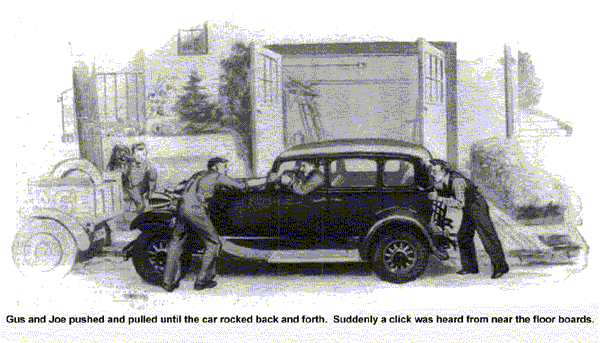 Gus and Joe pushed and pulled until the car rocked back and forth.  Suddenly a click was heard from near the floor boards.